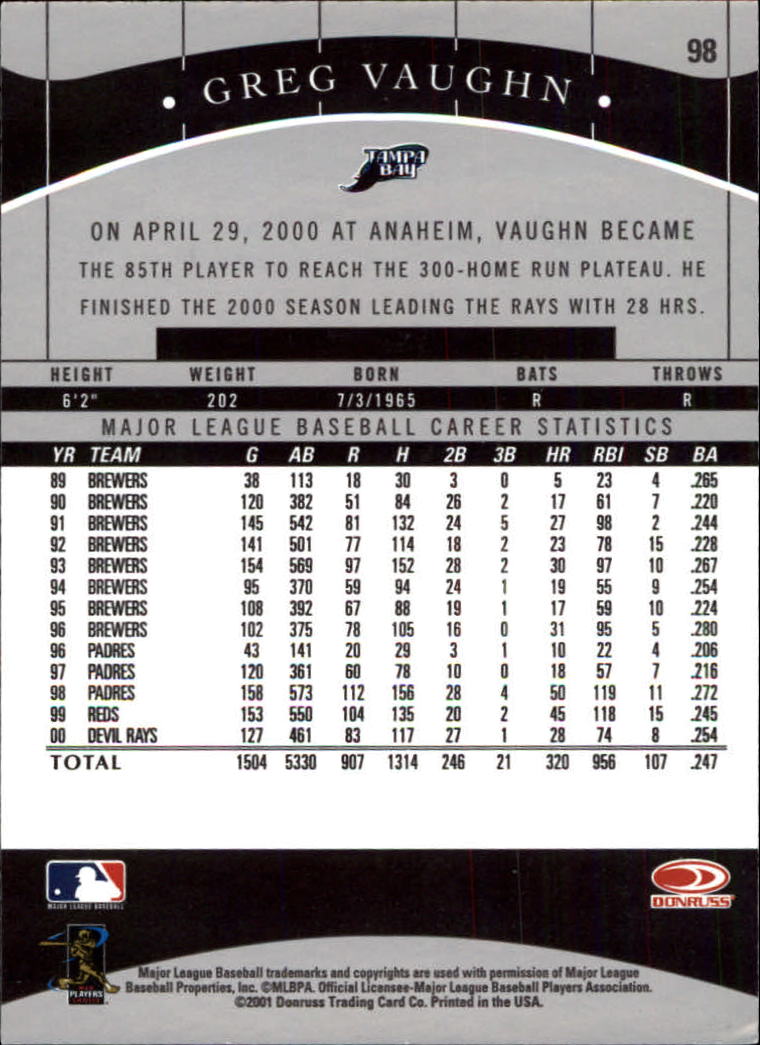 98
GREG VAUGHN
TAMPA
BAY
ON APRIL 29, 2000 AT ANAHEIM, VAUGHN BECAME
THE 85TH PLAYER TO REACH THE 300-HOME RUN PLATEAU. HE
FINISHED THE 2000 SEASON LEADING THE RAYS WITH 28 HRS.
HEIGHT WEIGHT BORN BATS THROWS
6'2" 202 7/3/1965 R R
MAJOR LEAGUE BASEBALL CAREER STATISTICS
YR TEAM G AB R H 2B 3B HR RBI SB BA
89 BREWERS 38 113 18 30 3 0 5 23 4 .265
90 BREWERS 120 382 51 84 26 2 17 61 7 .220
91 BREWERS 145 542 81 132 24 5 27 98 2 .244
92 BREWERS 141 501 77 114 18 2 23 78 15 .228
93 BREWERS 154 569 97 152 28 2 30 97 10 .267
94 BREWERS 95 370 59 94 24 1 19 55 9 .254
95 BREWERS 108 392 67 88 19 1 17 59 10 .224
96 BREWERS 102 375 78 105 16 0 31 95 5 .280
96 PADRES 43 141 20 29 3 1 10 22 4 .206
97 PADRES 120 361 60 78 10 0 18 57 7 .216
98 PADRES 158 573 112 156 28 4 50 119 11 .272
99 REDS 153 550 104 135 20 2 45 118 15 .245
00 DEVIL RAYS 127 461 83 117 27 1 28 74 8 .254
TOTAL 1504 5330 907 1314 246 21 320 956 107 .247
MAJOR LEAGUE BASEBALL
DONRUSS
PLAYERS
Major League Baseball trademarks and copyrights are used with permission of Major League
Baseball Properties, Inc. ©MLBPA. Official Licensee-Major League Baseball Players Association.
©2001 Donruss Trading Card Co. Printed in the USA.